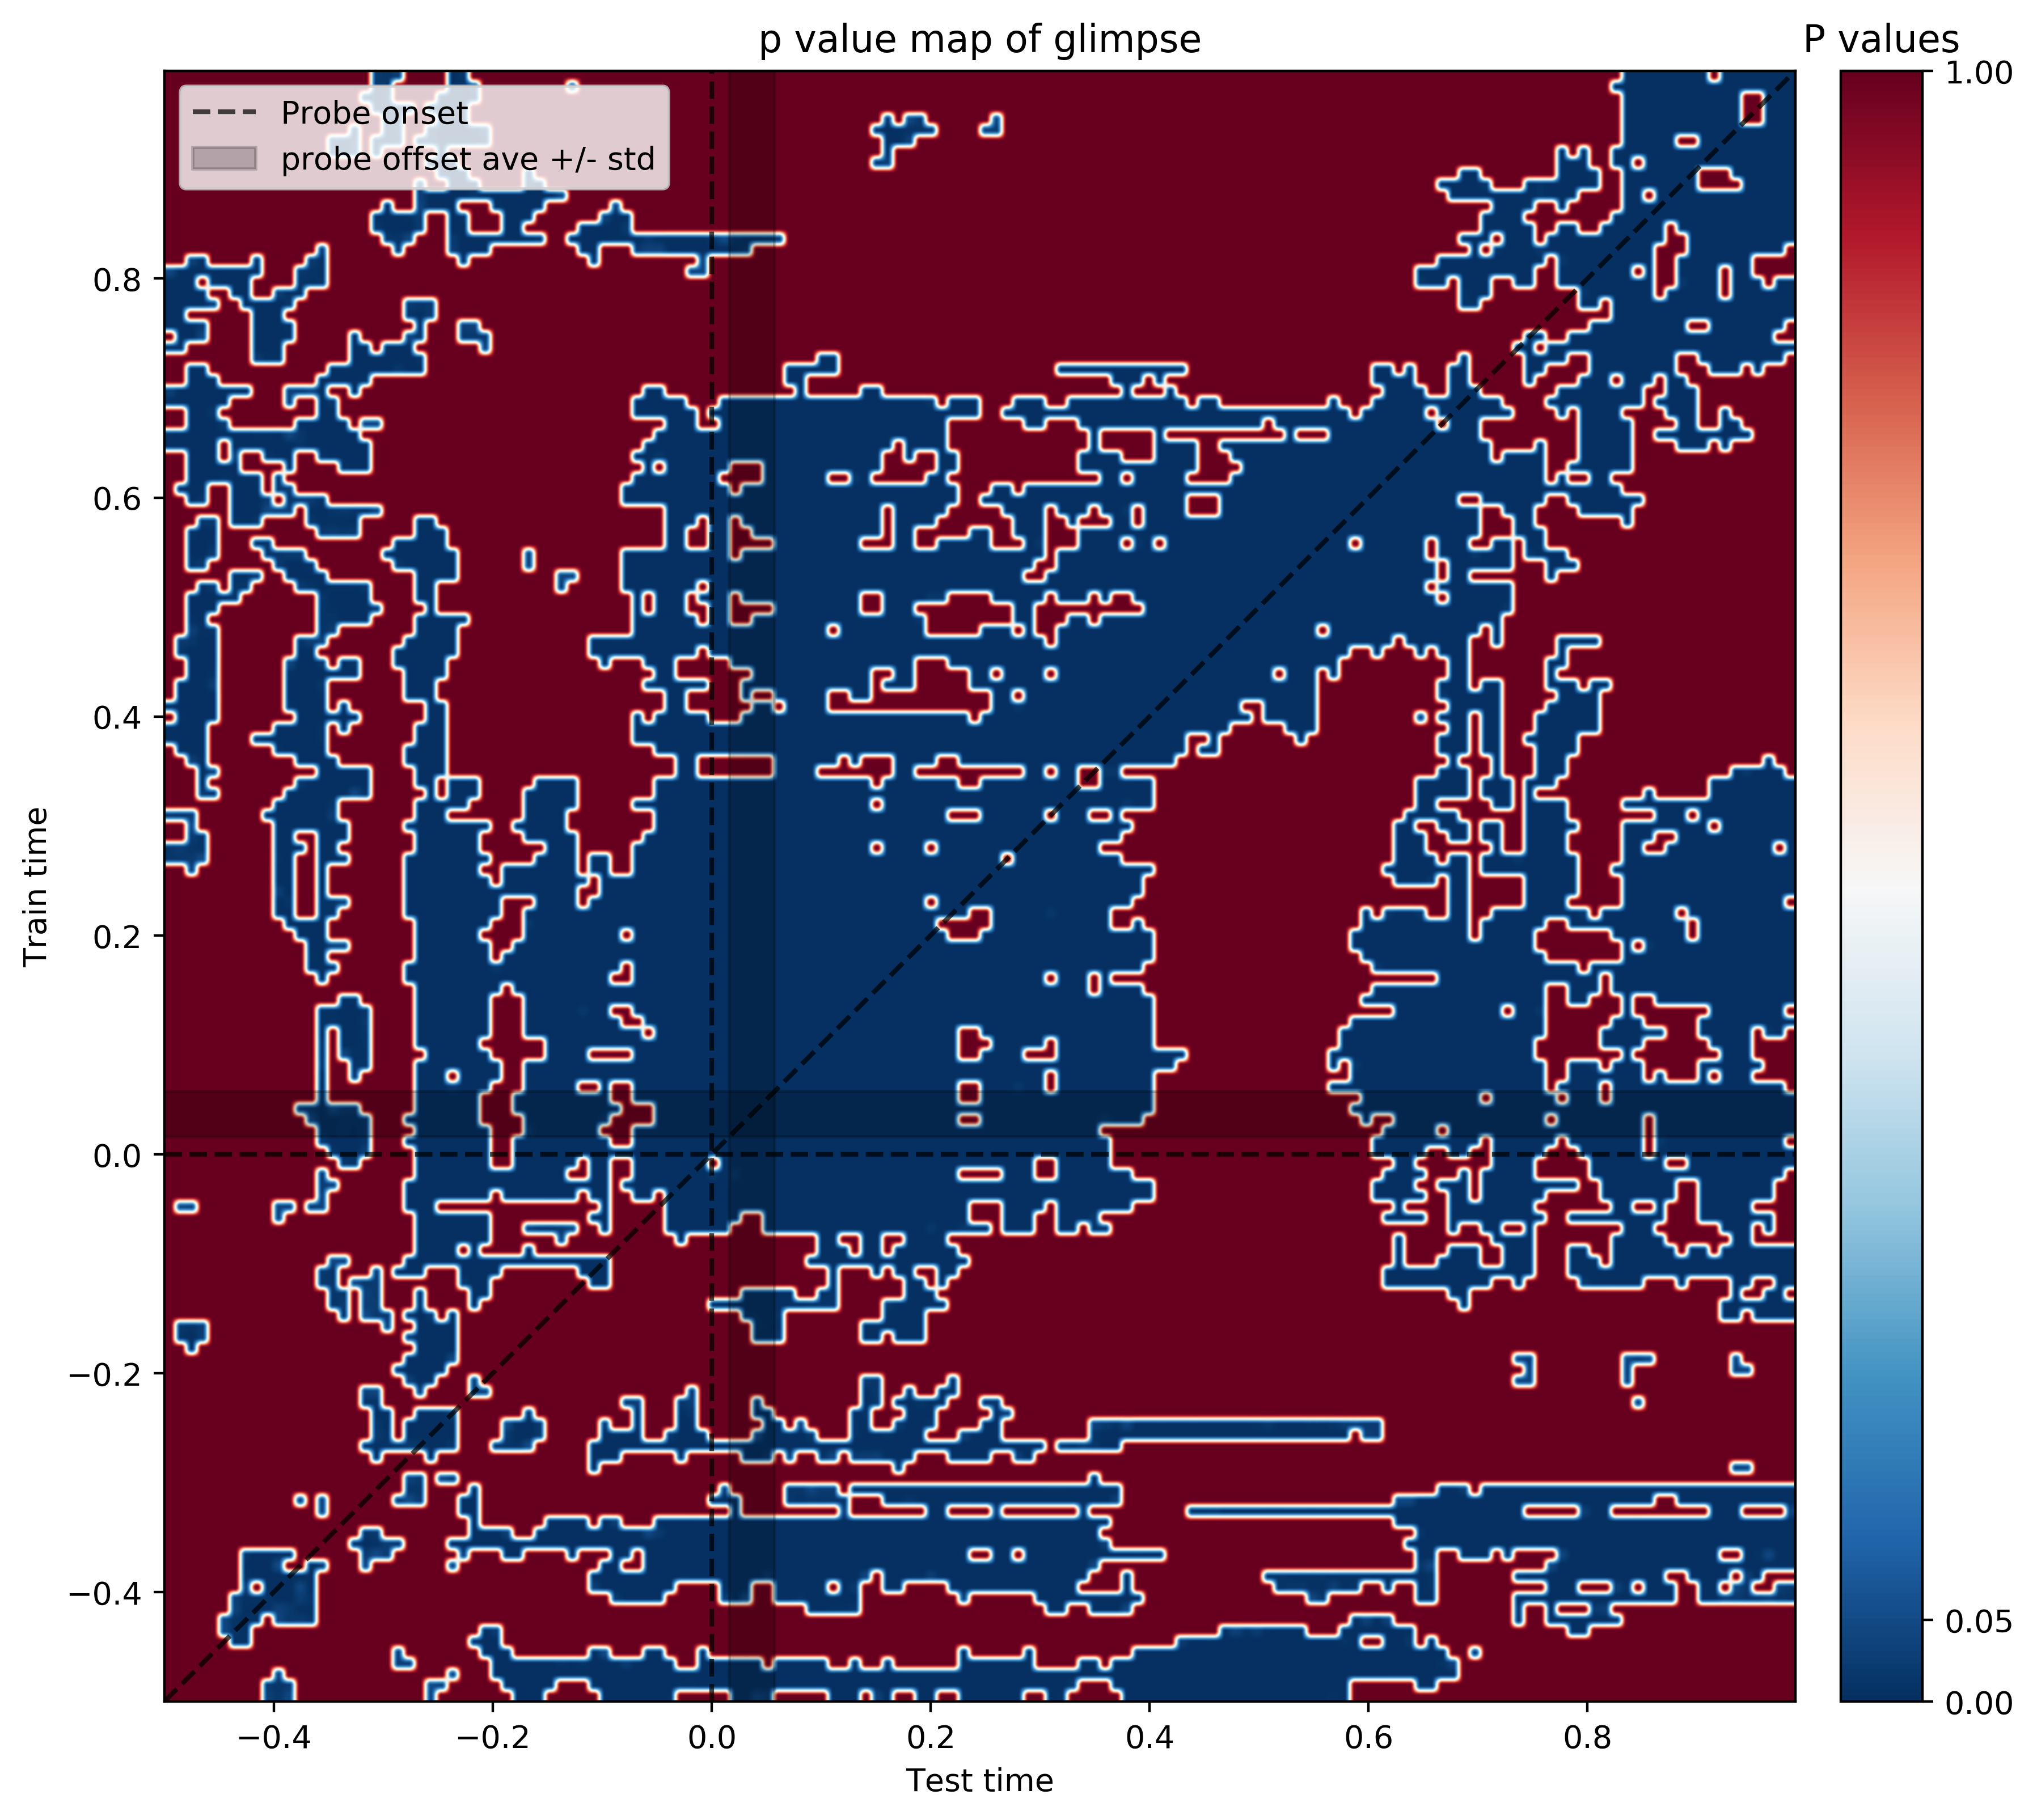 p value map of glimpse
P values
Probe onset
probe offset ave +/- std
1.00
0.05
0.00
Train time
0.8
0.6
0.4
0.2
0.0
−0.2
−0.4
−0.4
−0.2
0.0
0.2
0.4
0.6
0.8
Test time